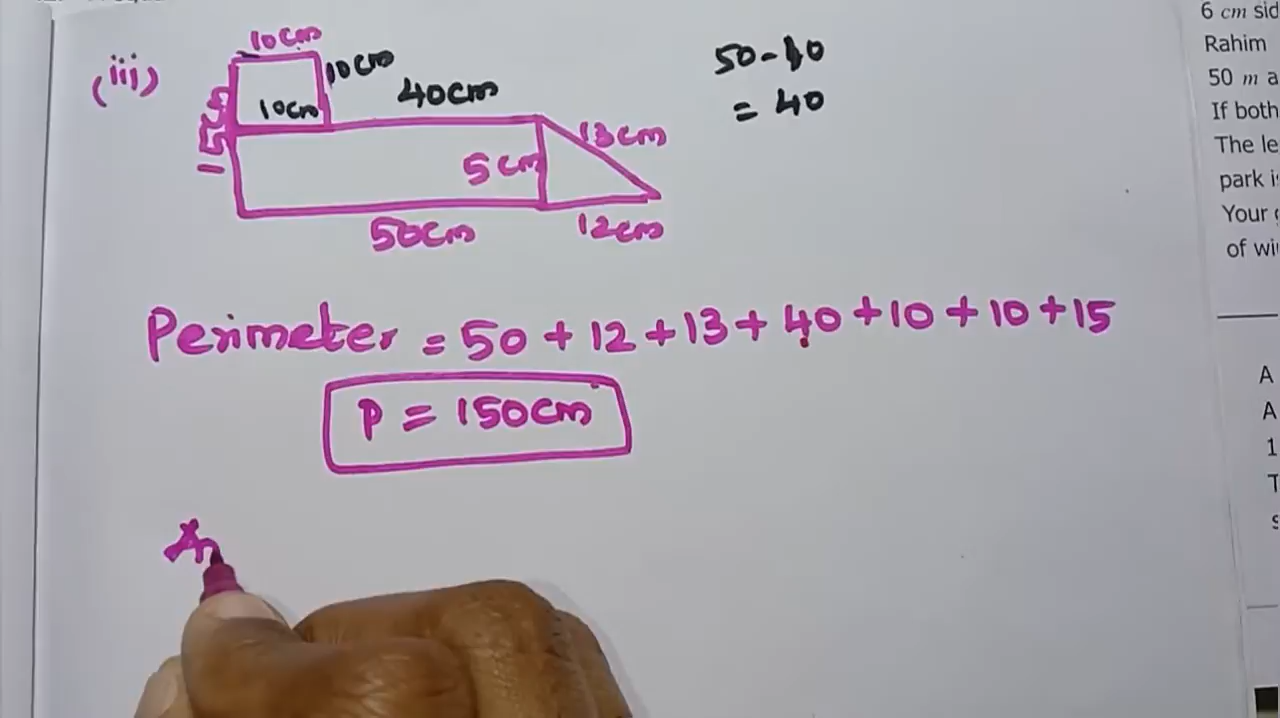 (iii)
10cm
10cm
10cm
40cm
15cm
5cm
13cm
50cm
12cm
50-10
= 40
Perimeter = 50 + 12 + 13 + 40 + 10 + 10 + 15
P = 150cm
6 cm sid
Rahim
50 m a
If both
The le
park i
Your
of wi
A
A
1
T
s